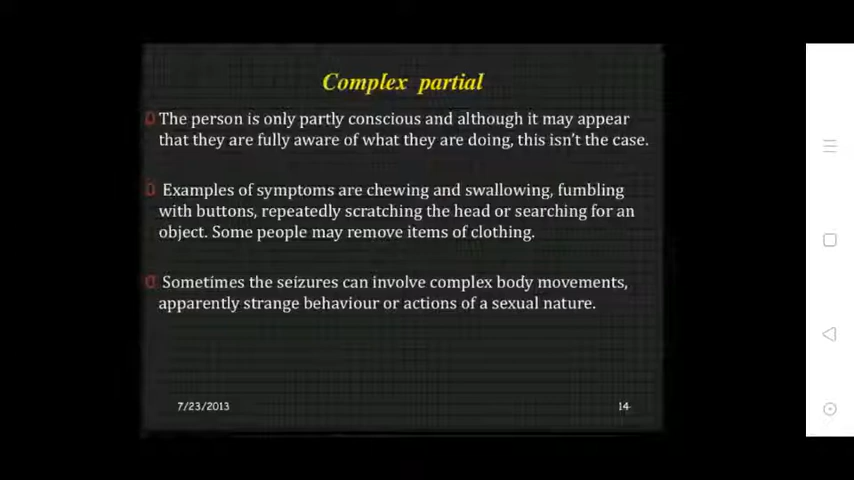 Complex partial
The person is only partly conscious and although it may appear
that they are fully aware of what they are doing, this isn't the case.
Examples of symptoms are chewing and swallowing, fumbling
with buttons, repeatedly scratching the head or searching for an
object. Some people may remove items of clothing.
Sometimes the seizures can involve complex body movements,
apparently strange behaviour or actions of a sexual nature.
7/23/2013
14